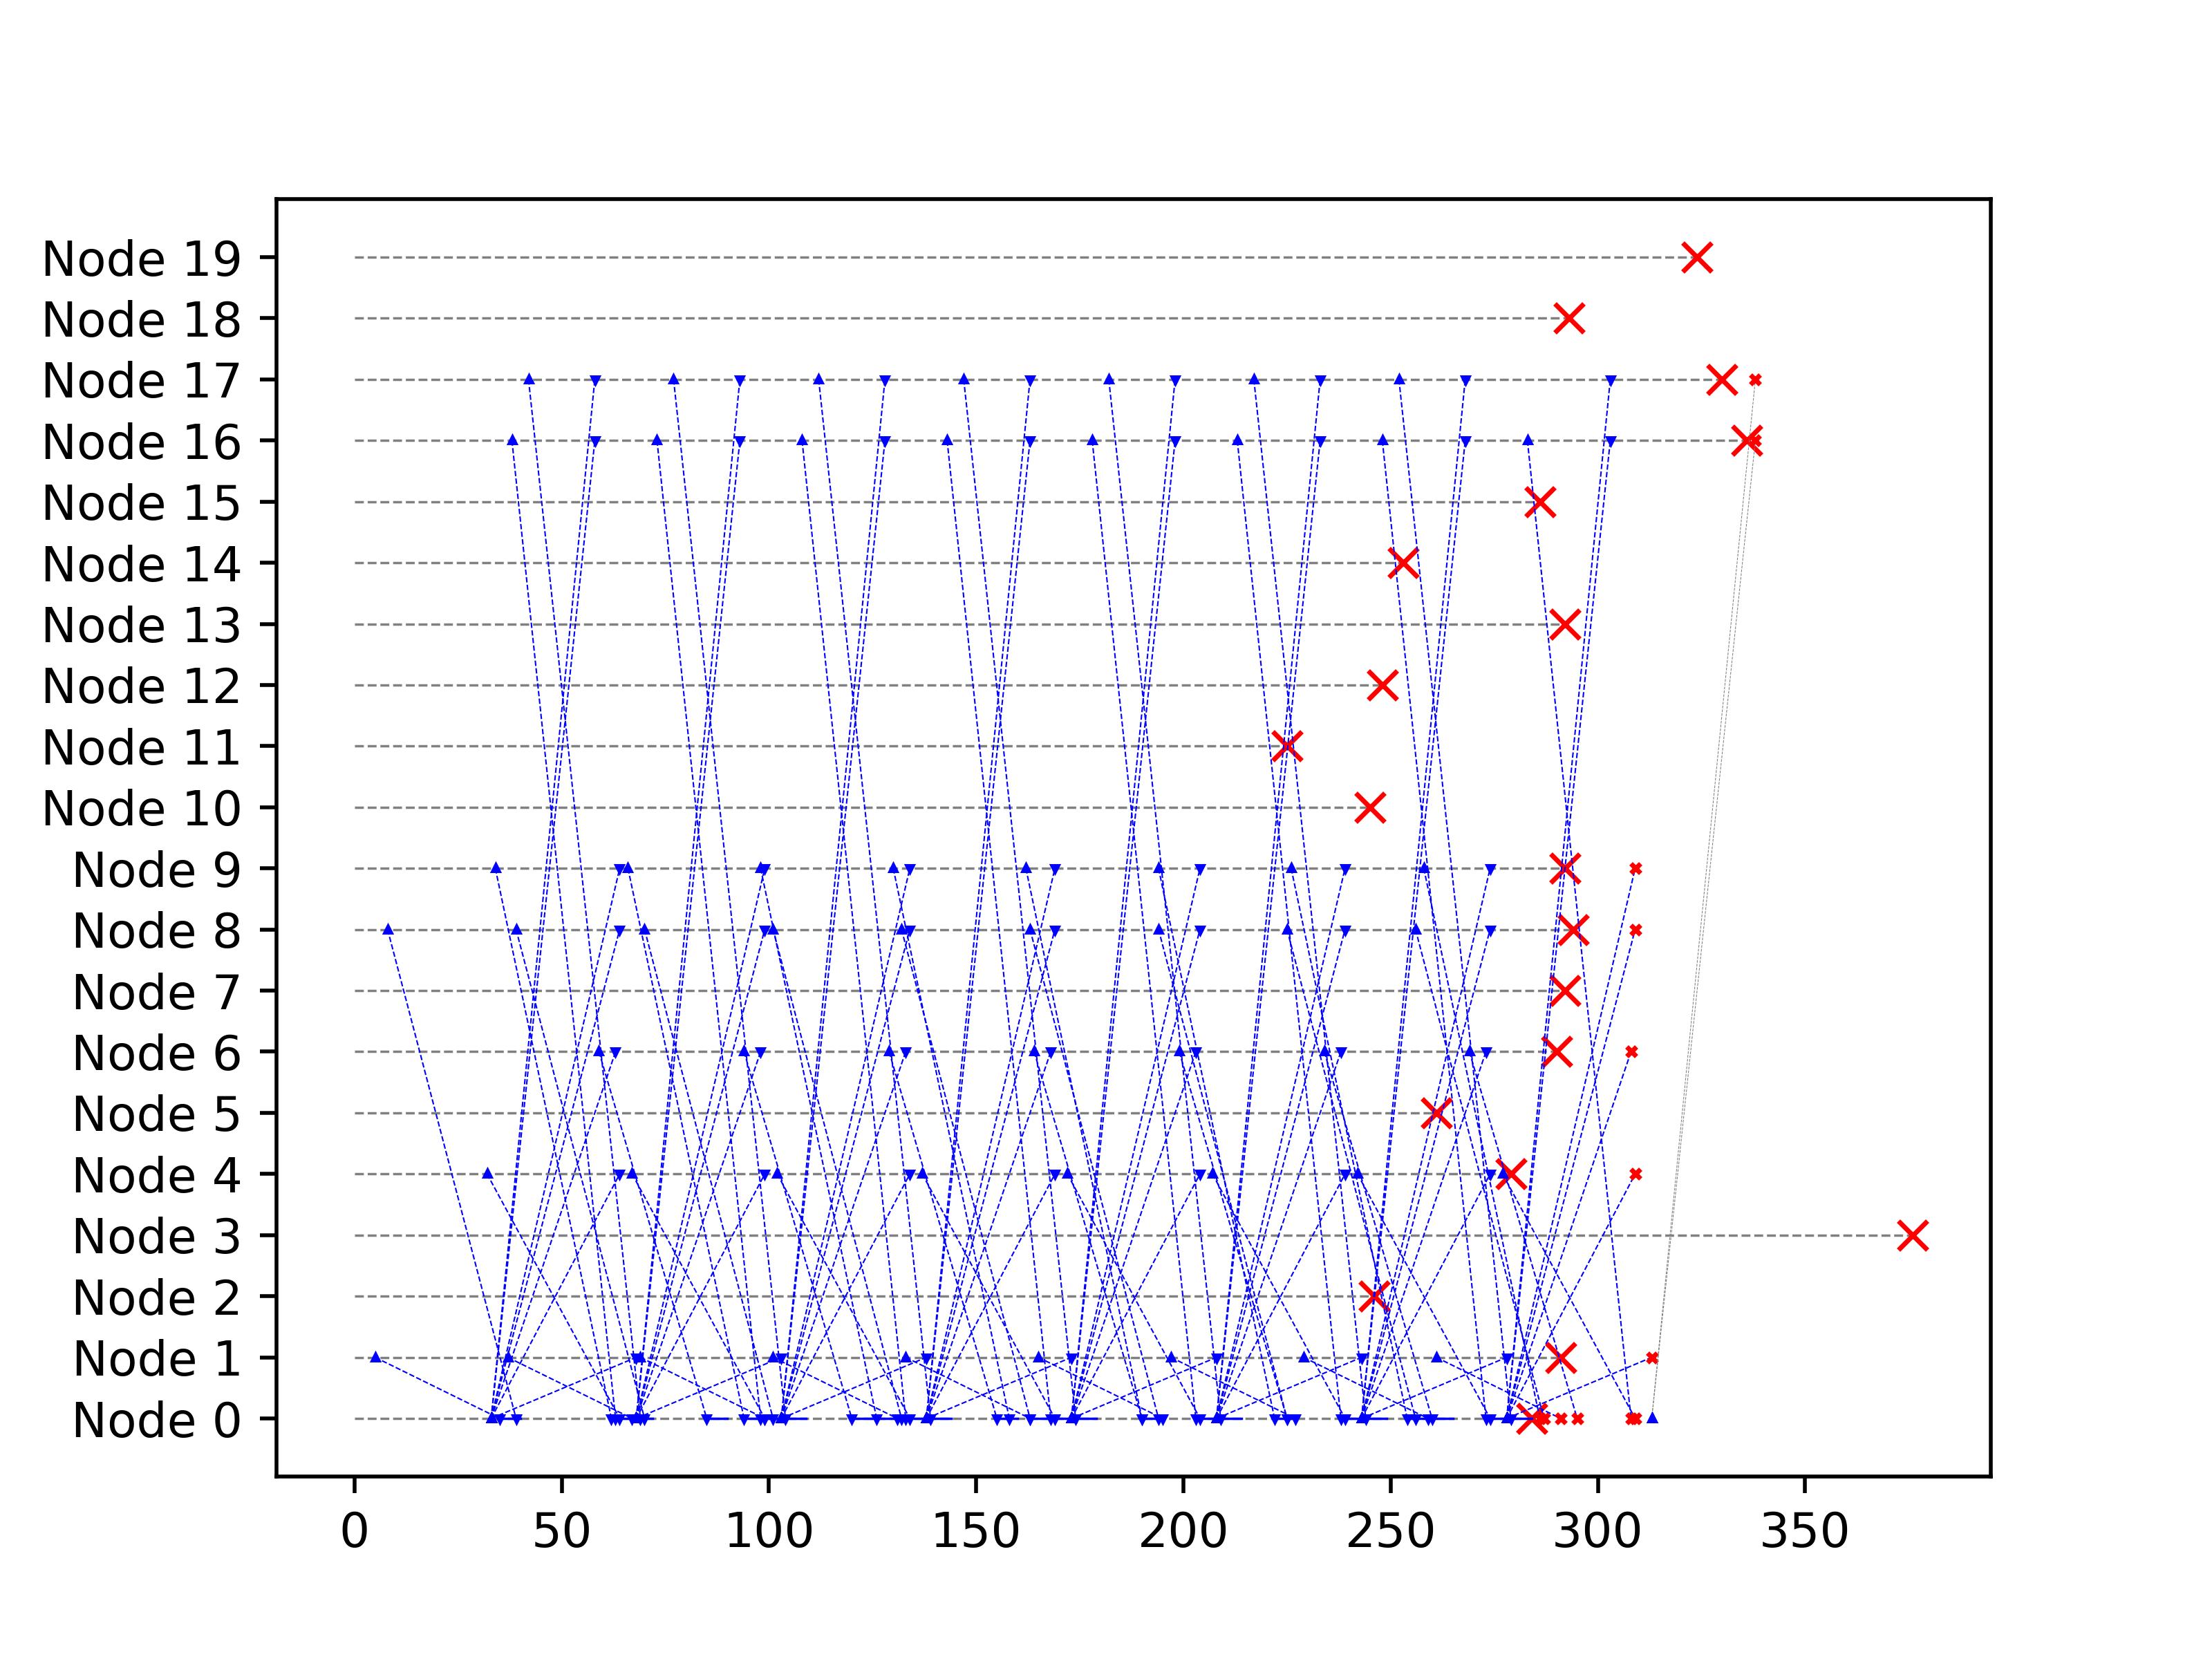 Node 19
Node 18
Node 17
Node 16
Node 15
Node 14
Node 13
Node 12
Node 11
Node 10
Node 9
Node 8
Node 7
Node 6
Node 5
Node 4
Node 3
Node 2
Node 1
Node 0
0 50 100 150 200 250 300 350